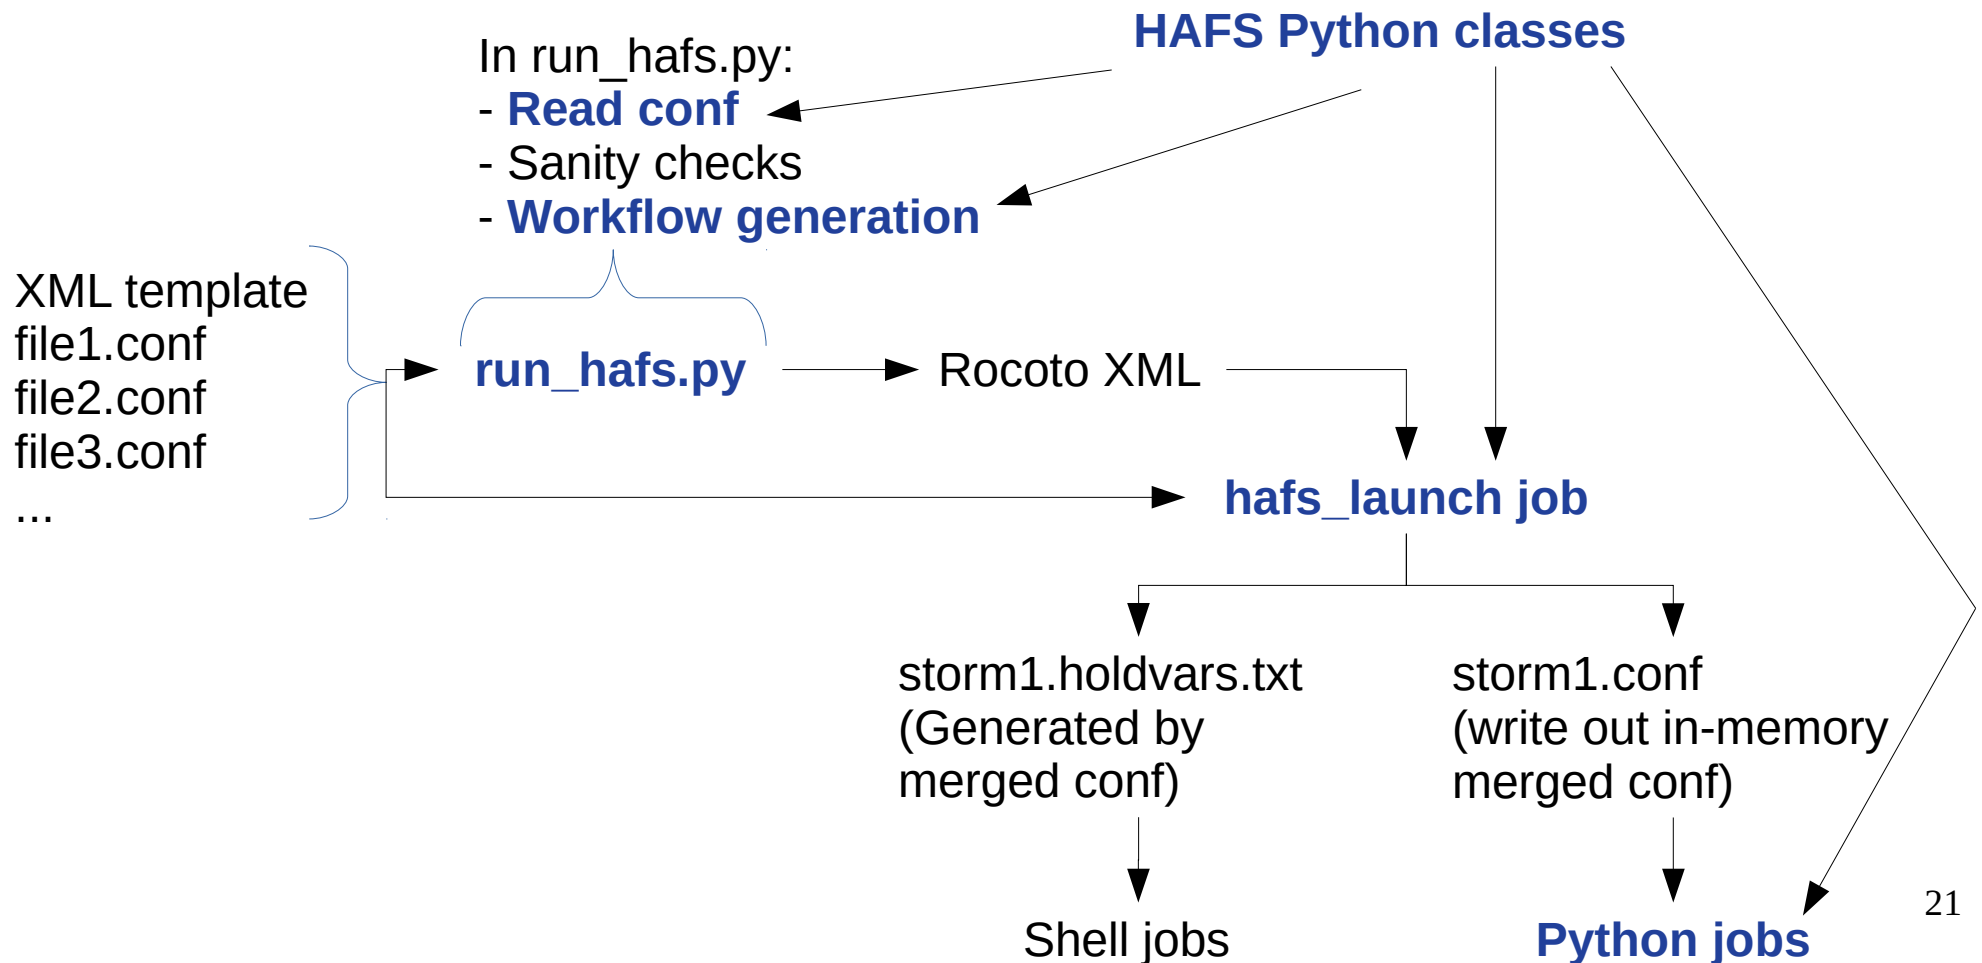 HAFS Python classes
In run_hafs.py:
- Read conf
- Sanity checks
- Workflow generation
XML template
file1.conf
file2.conf
file3.conf
...
run_hafs.py
Rocoto XML
hafs_launch job
storm1.holdvars.txt
(Generated by
merged conf)
storm1.conf
(write out in-memory
merged conf)
Shell jobs
Python jobs
21